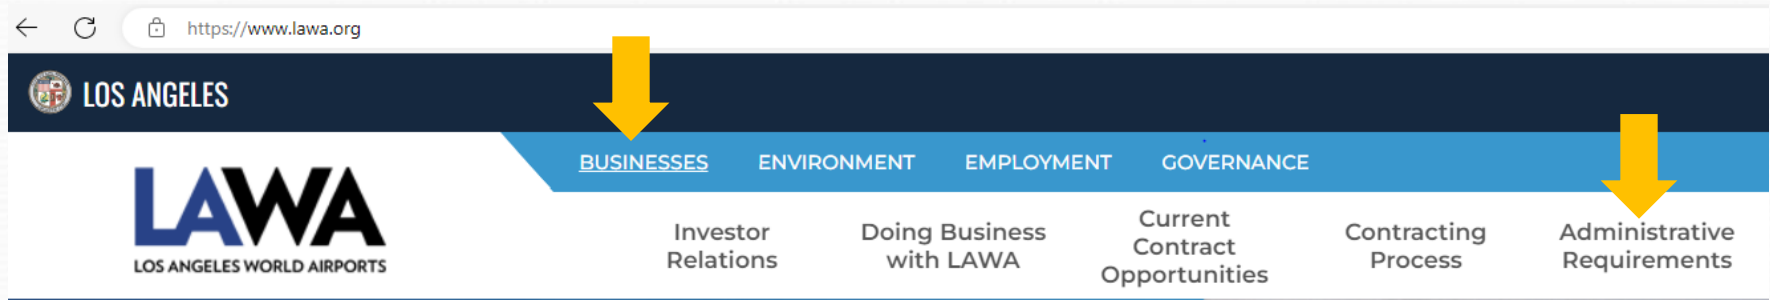 https://www.lawa.org
LOS ANGELES
BUSINESSES ENVIRONMENT EMPLOYMENT GOVERNANCE
LAWA
LOS ANGELES WORLD AIRPORTS
Investor
Relations
Doing Business
with LAWA
Current
Contract
Opportunities
Contracting
Process
Administrative
Requirements